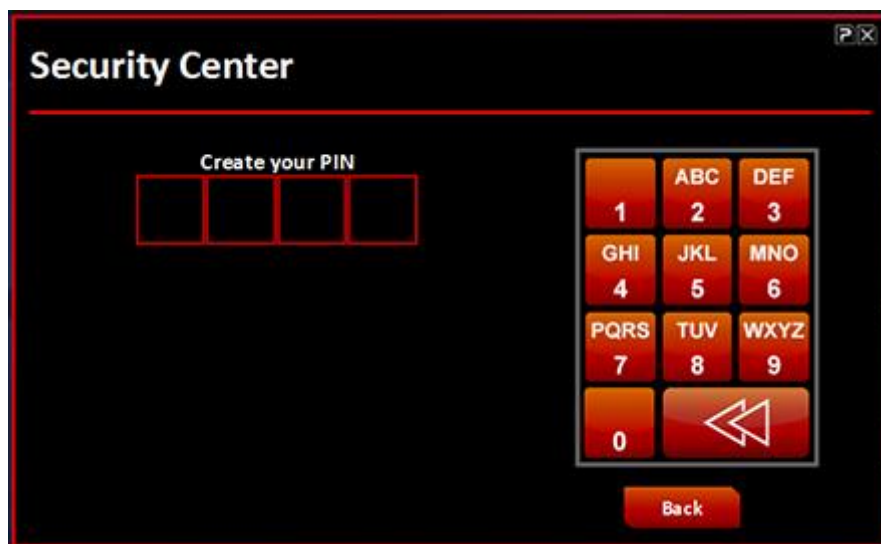 Security Center
Create your PIN
1
ABC
2
DEF
3
GHI
4
JKL
5
MNO
6
PQRS
7
TUV
8
WXYZ
9
0
Back